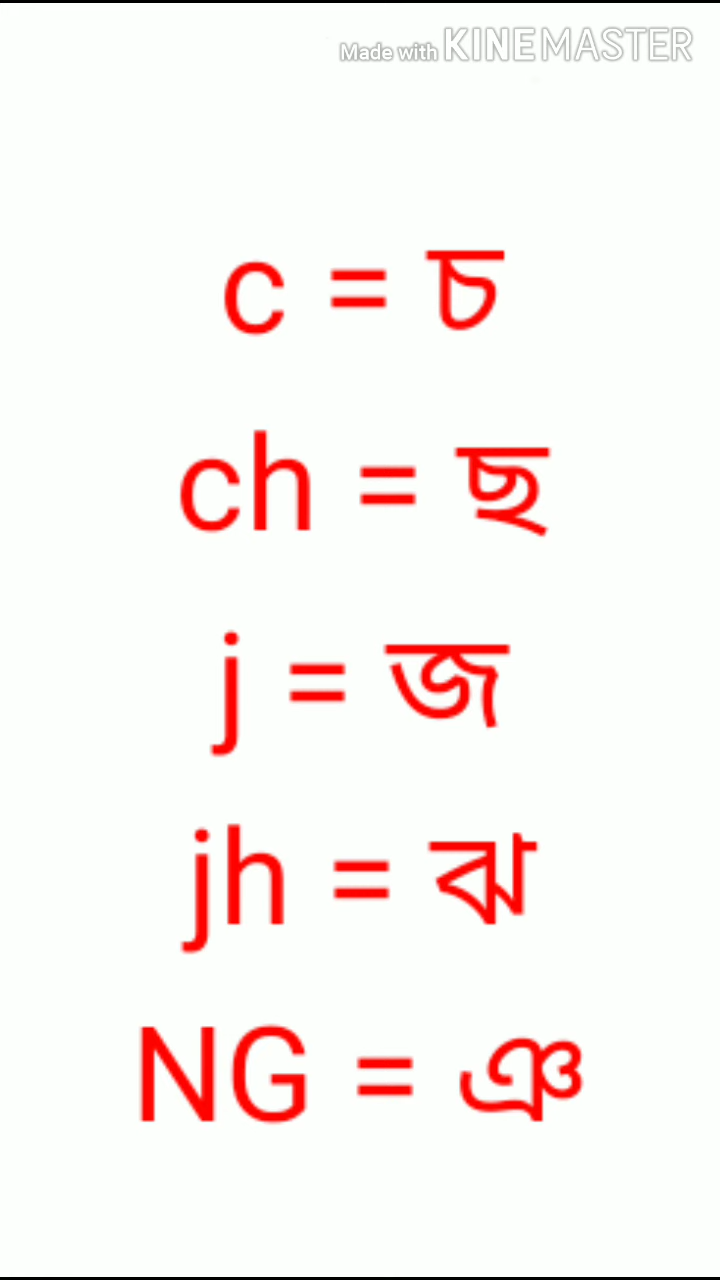 Made with KINEMASTER
c = চ
ch = ছ
j = জ
jh = ঝ
NG = ঞ